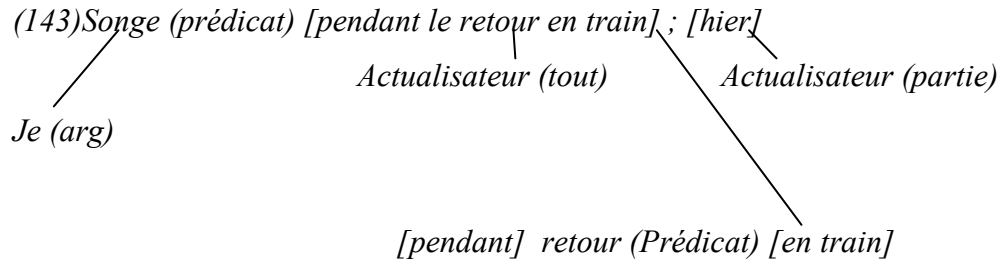 (143)Songe (prédicat) [pendant le retour en train] ; [hier]
Actualisateur (tout) Actualisateur (partie)
Je (arg)
[pendant] retour (Prédicat) [en train]